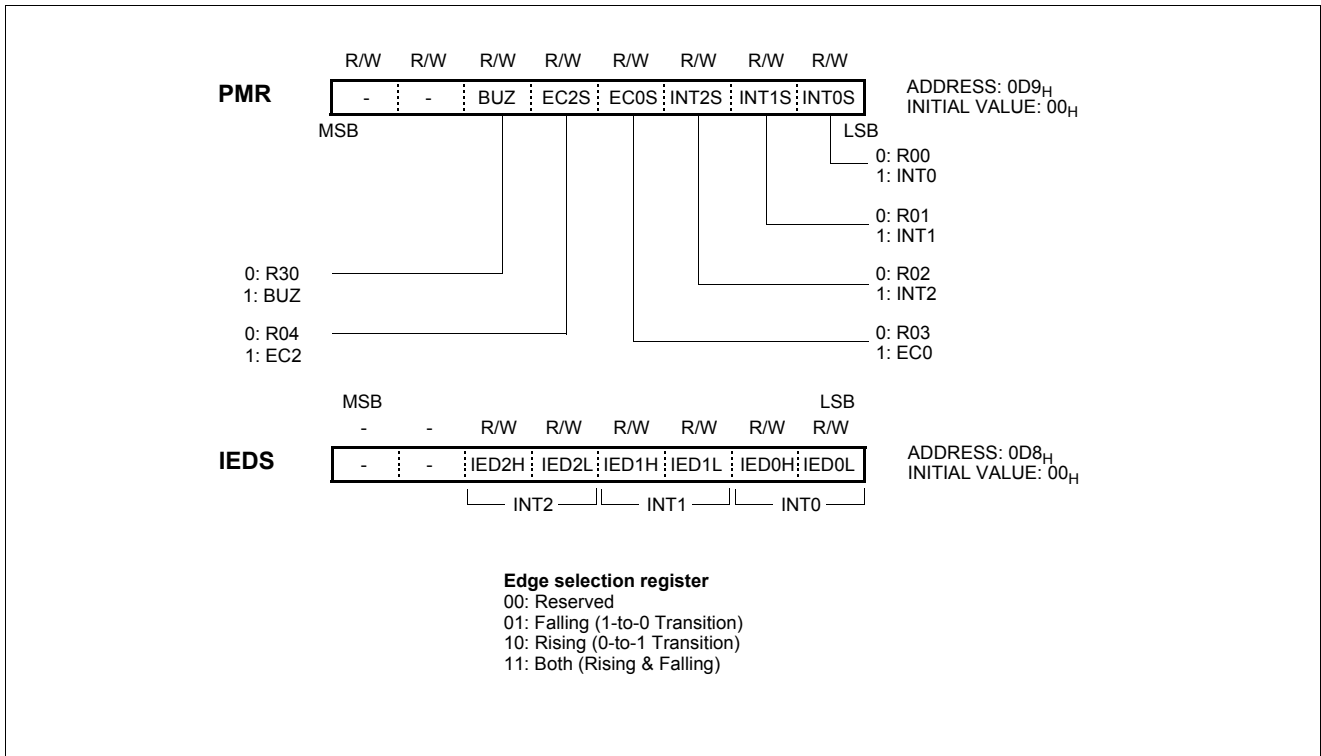 R/W R/W R/W R/W R/W R/W R/W R/W
PMR - - BUZ EC2S EC0S INT2S INT1S INT0S ADDRESS: 0D9H
INITIAL VALUE: 00H
MSB LSB
0: R00
1: INT0
0: R01
1: INT1
0: R30
1: BUZ
0: R02
1: INT2
0: R04
1: EC2
0: R03
1: EC0
MSB LSB
- - R/W R/W R/W R/W R/W R/W
IEDS - - IED2H IED2L IED1H IED1L IED0H IED0L ADDRESS: 0D8H
INITIAL VALUE: 00H
INT2 INT1 INT0
Edge selection register
00: Reserved
01: Falling (1-to-0 Transition)
10: Rising (0-to-1 Transition)
11: Both (Rising & Falling)